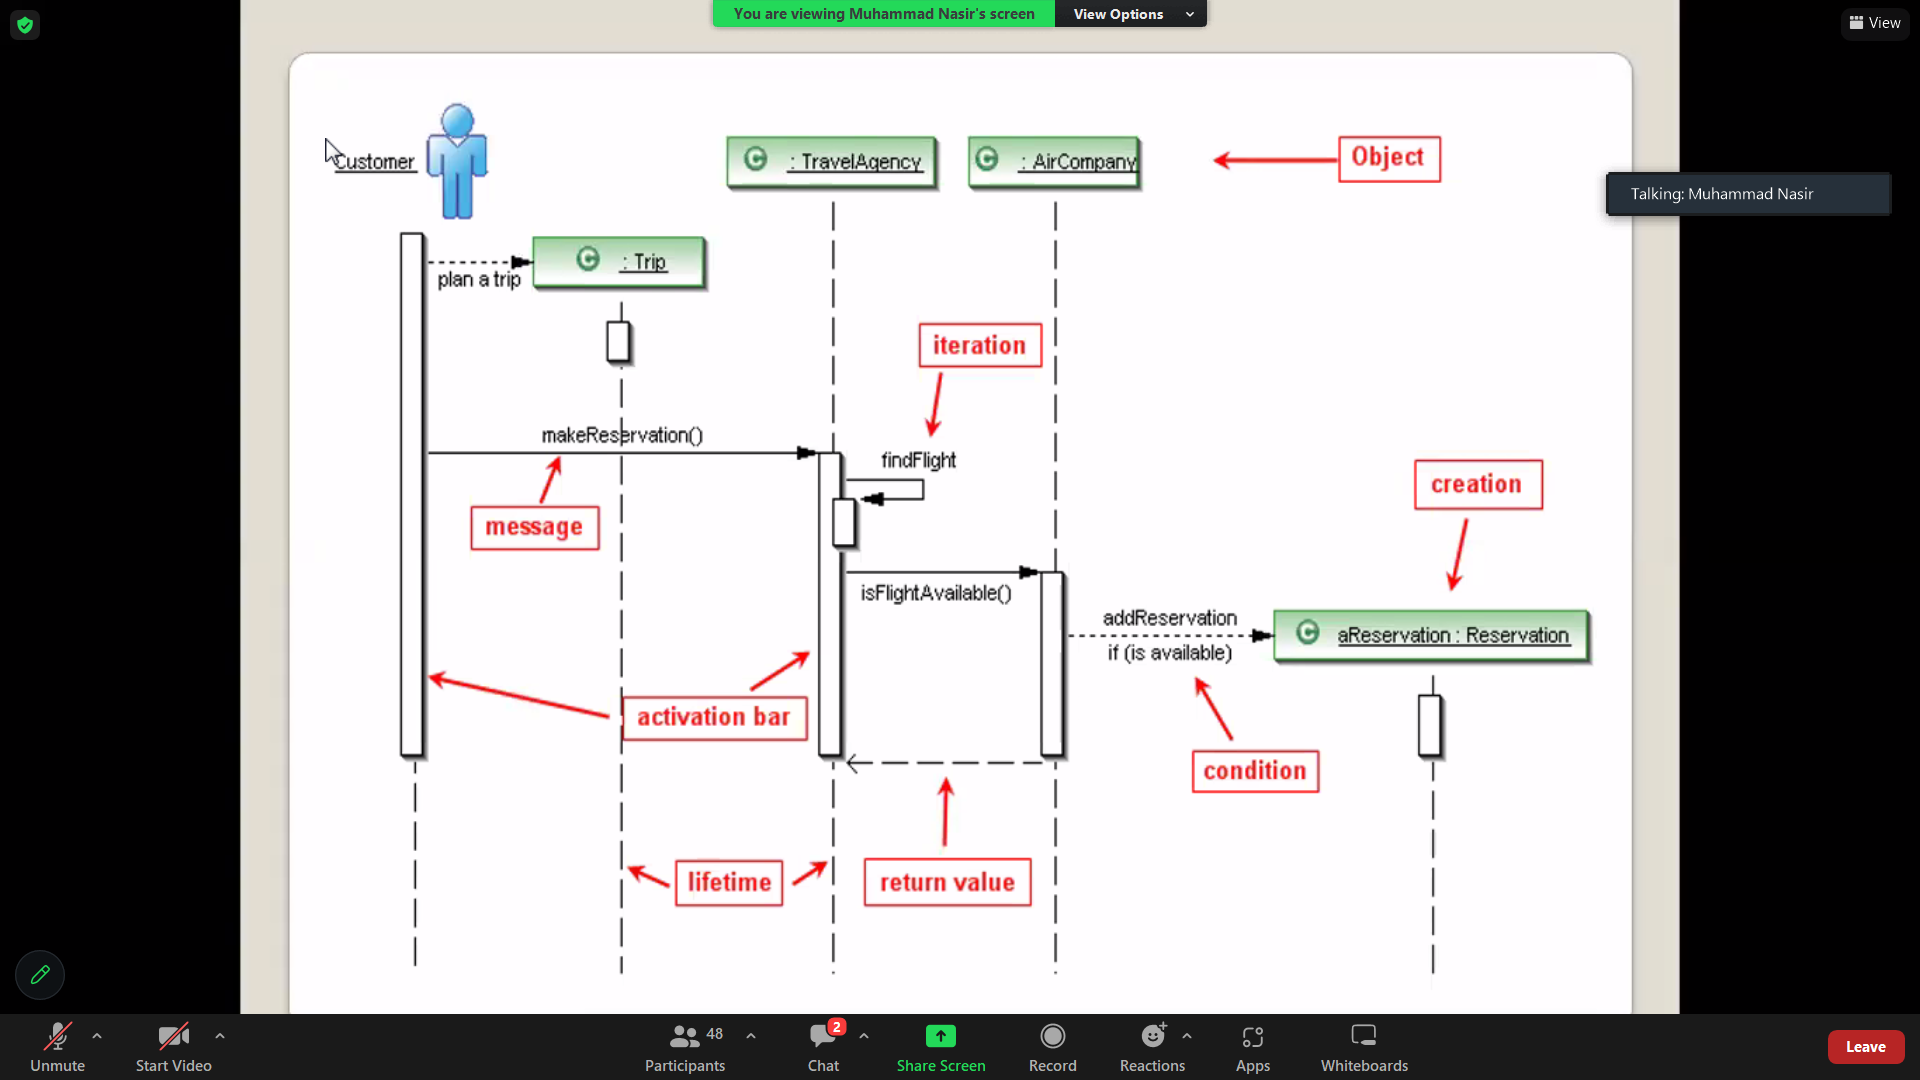 You are viewing Muhammad Nasir's screen
View Options
View
Customer
: TravelAgency
: AirCompany
Object
Talking: Muhammad Nasir
plan a trip
: Trip
iteration
makeReservation()
findFlight
message
creation
isFlightAvailable()
addReservation
if (is available)
aReservation : Reservation
activation bar
condition
lifetime
return value
Unmute
Start Video
48
Participants
2
Chat
Share Screen
Record
Reactions
Apps
Whiteboards
Leave